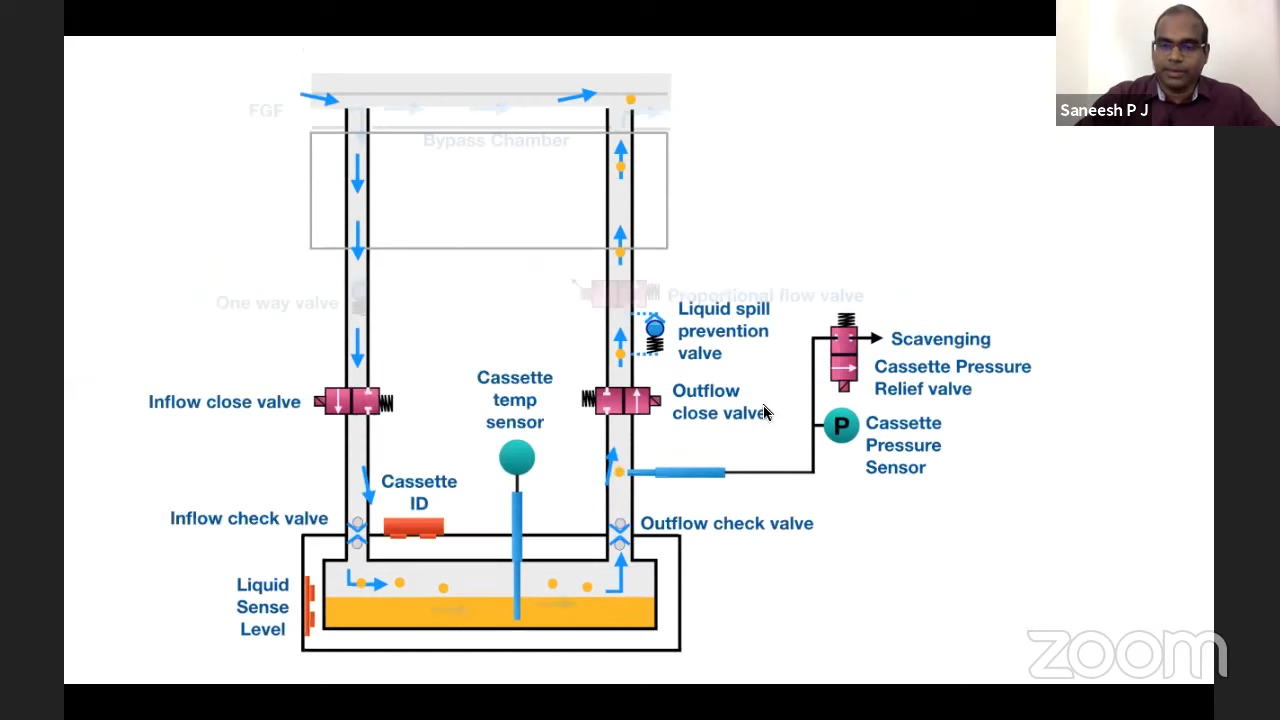 Saneesh P J
FGF
Bypass Chamber
One way valve
Proportional flow valve
Liquid spill
prevention
valve
Scavenging
Cassette Pressure
Relief valve
Inflow close valve
Cassette
temp
sensor
Outflow
close valve
P
Cassette
Pressure
Sensor
Cassette
ID
Inflow check valve
Outflow check valve
Liquid
Sense
Level
zoom